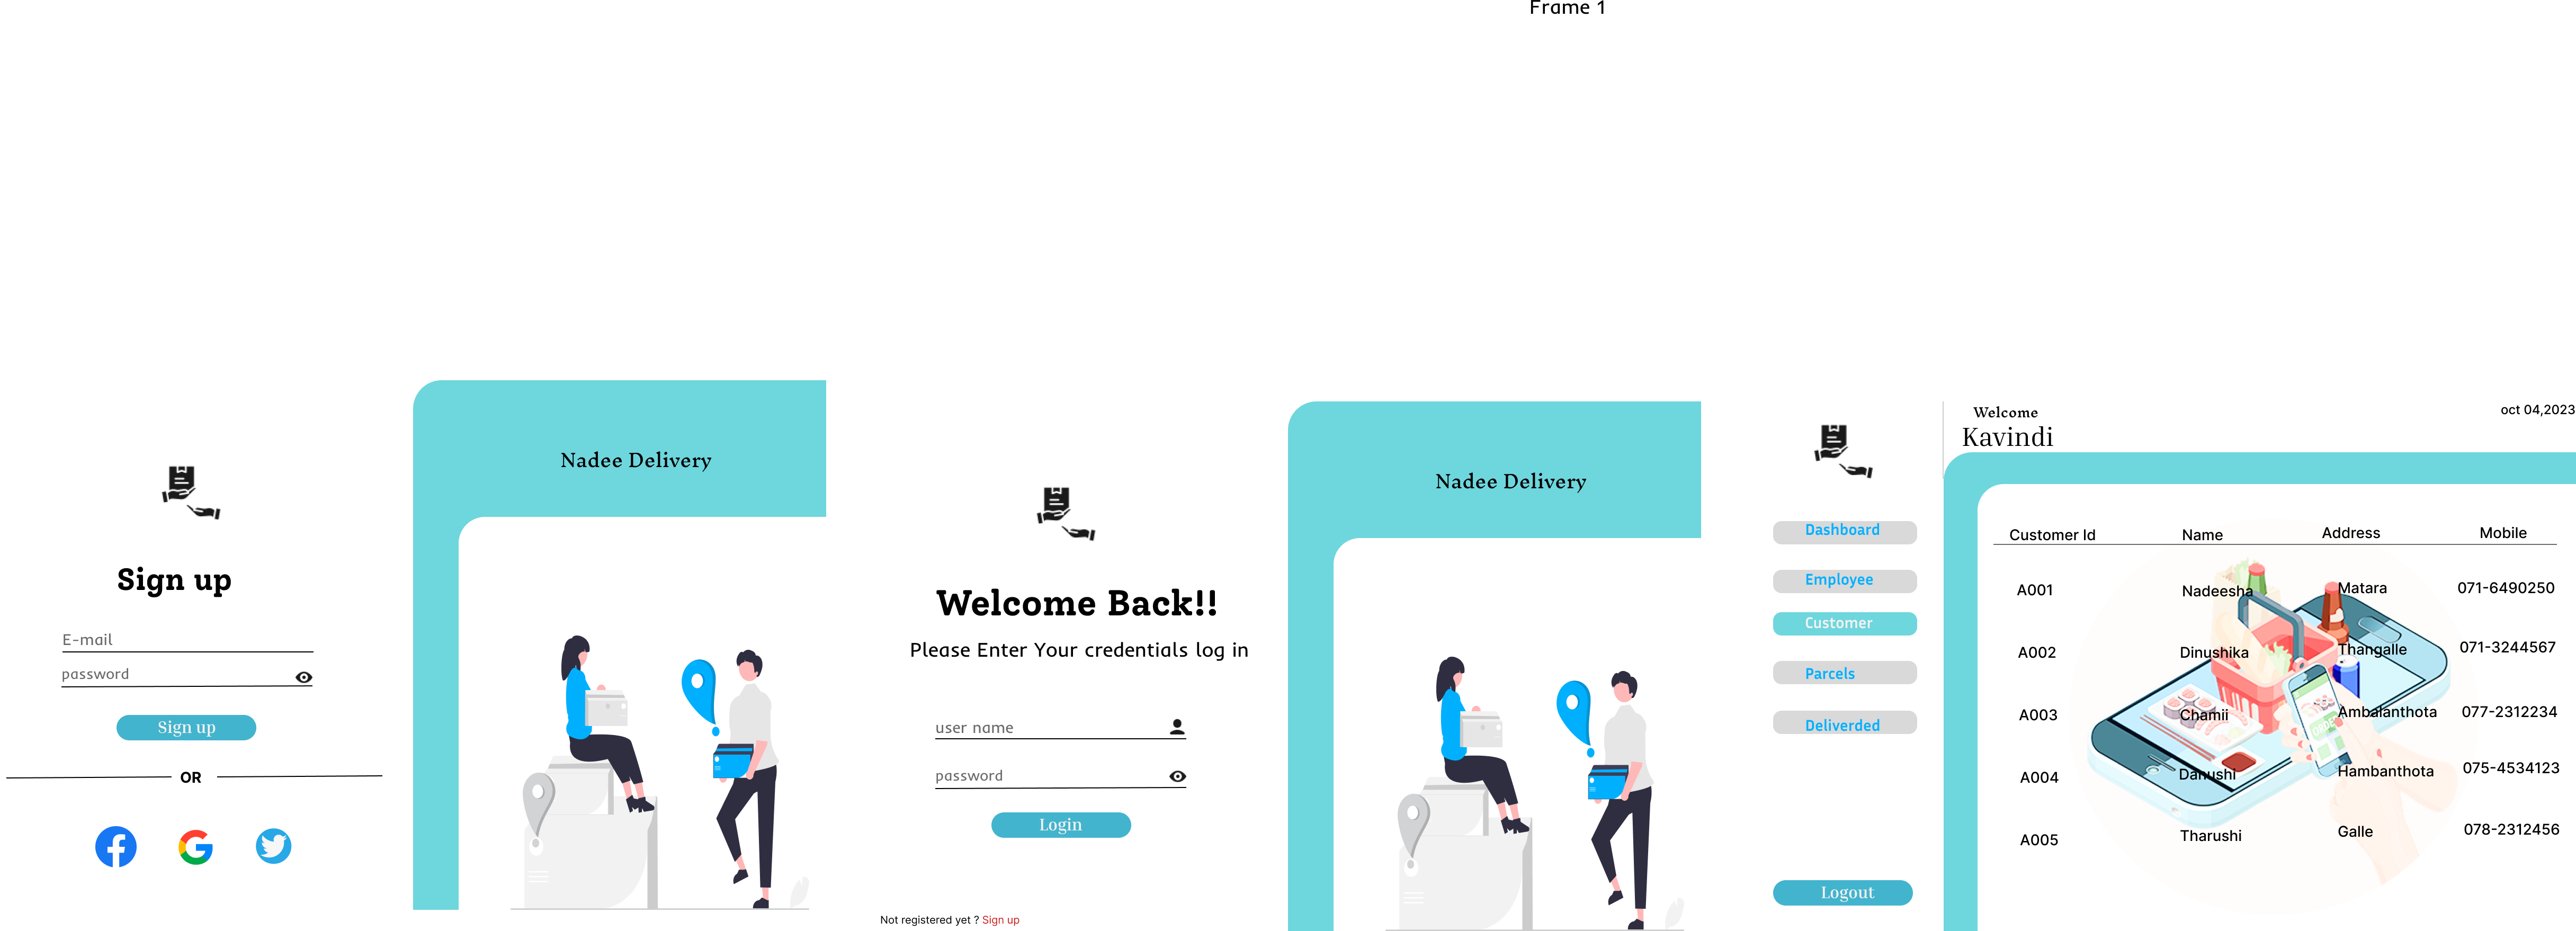 Frame 1
Sign up
E-mail
password
Sign up
OR
Nadee Delivery
Welcome Back!!
Please Enter Your credentials log in
user name
password
Login
Not registered yet ? Sign up
Nadee Delivery
Dashboard
Employee
Customer
Parcels
Deliverded
Logout
Welcome
Kavindi
oct 04,2023
Customer Id Name Address Mobile
A001 Nadeesha Matara 071-6490250
A002 Dinushika Thangalle 071-3244567
A003 Chamii Ambalanthota 077-2312234
A004 Danushi Hambanthota 075-4534123
A005 Tharushi Galle 078-2312456